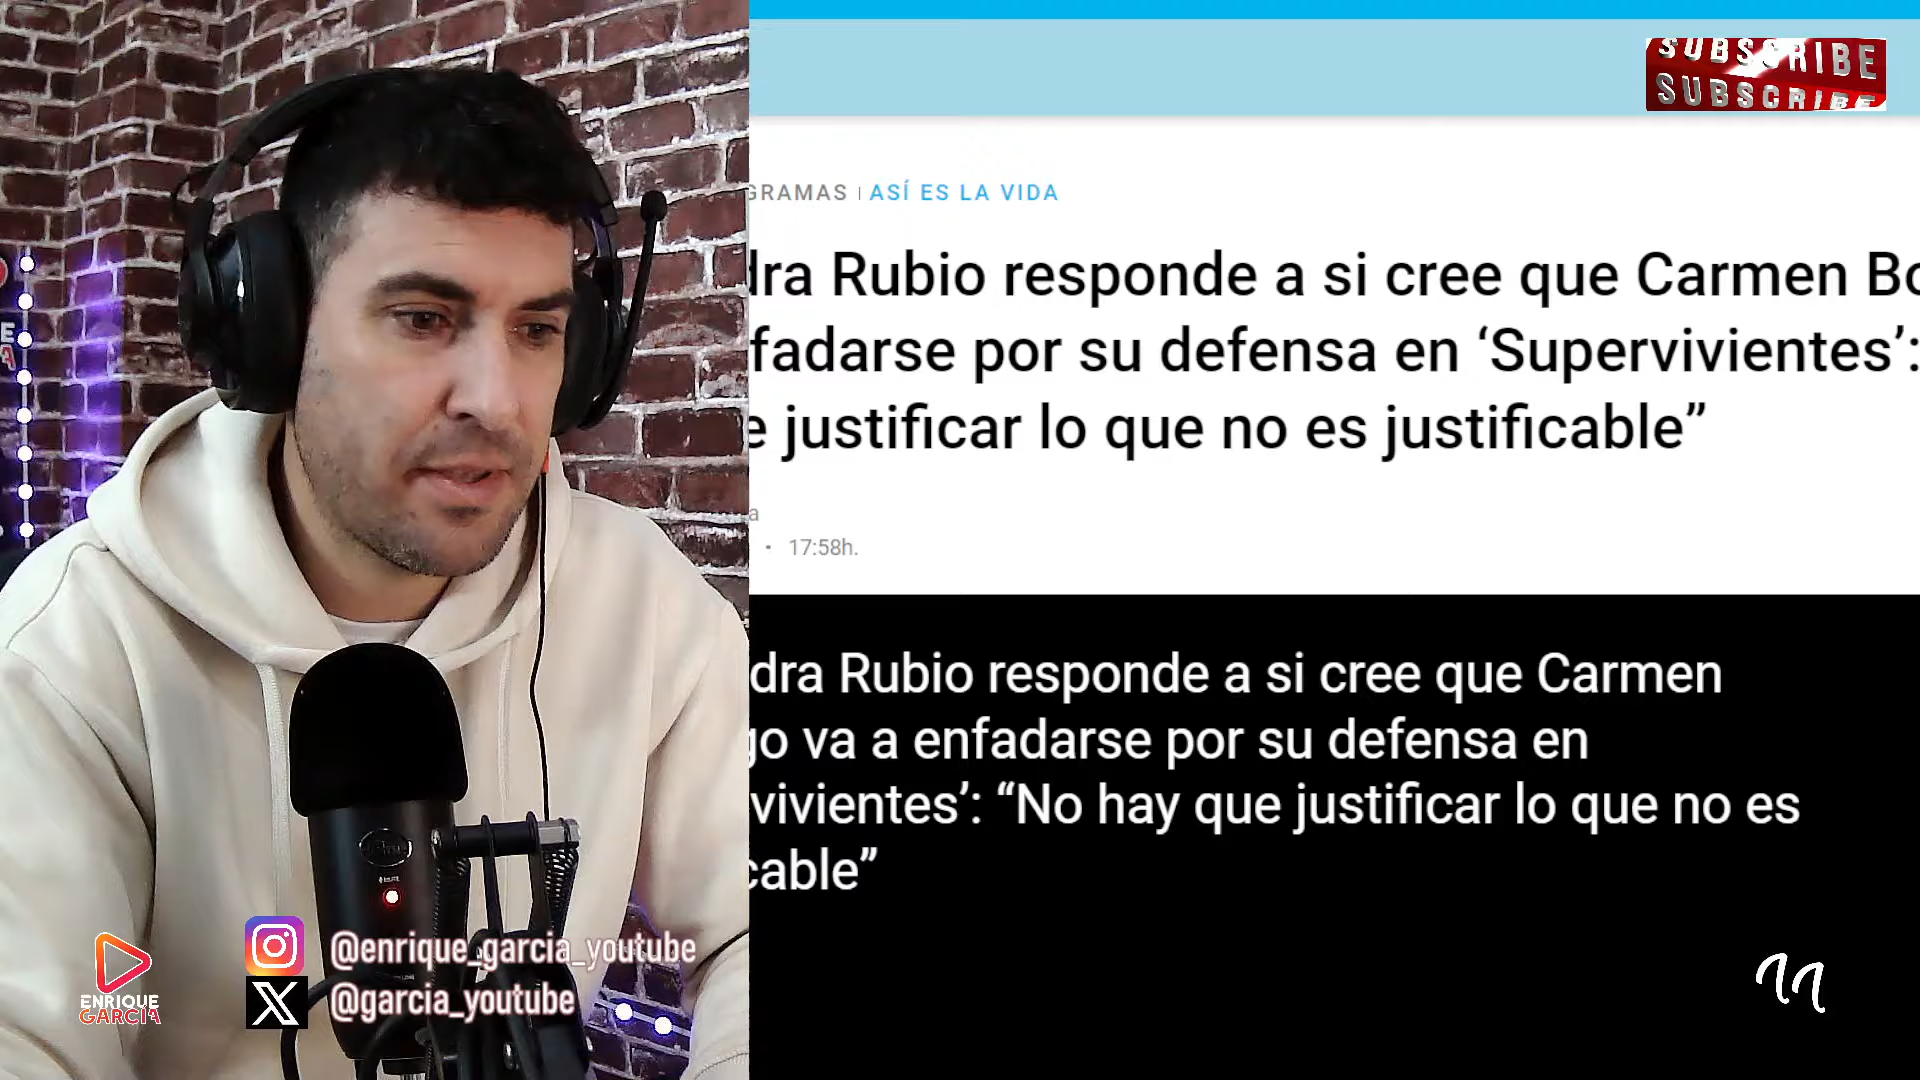 SUBSCRIBE
SUBSCRIBE
GRAMAS | ASÍ ES LA VIDA
dra Rubio responde a si cree que Carmen Bo
fadarse por su defensa en ‘Supervivientes’:
e justificar lo que no es justificable”
a
• 17:58h.
dra Rubio responde a si cree que Carmen
go va a enfadarse por su defensa en
vivientes’: “No hay que justificar lo que no es
cable”
@enrique_garcia_youtube
@garcia_youtube
ENRIQUE
GARCIA